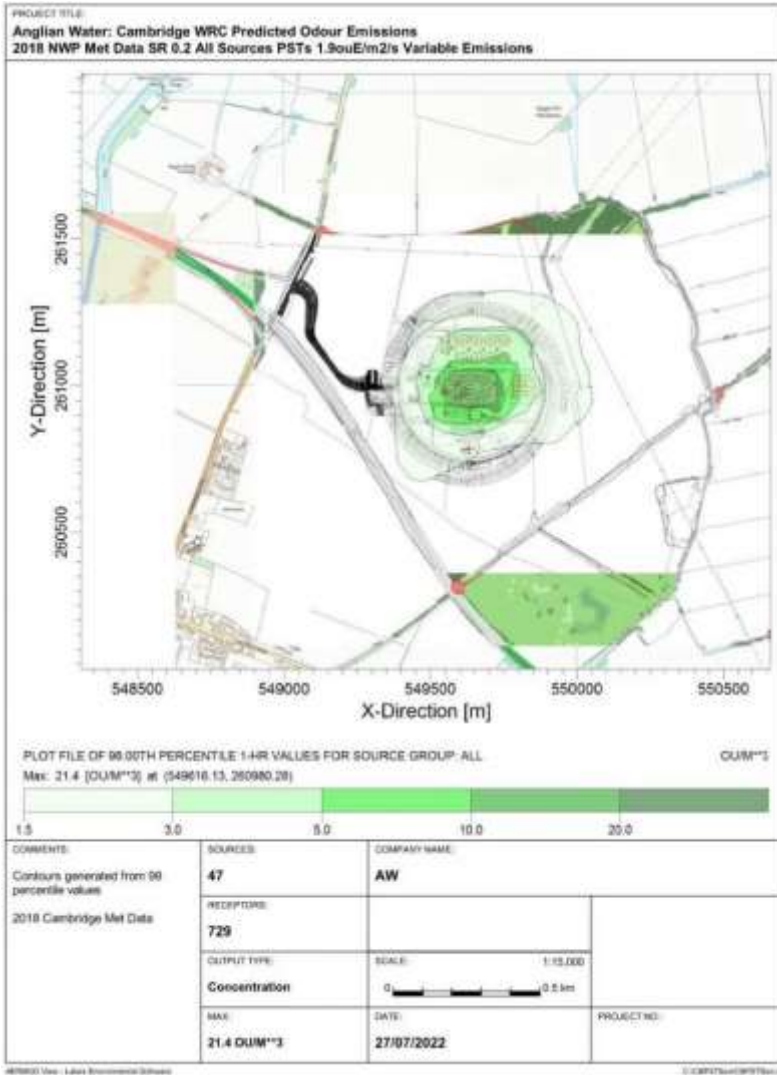 PROJECT TITLE:
Anglian Water: Cambridge WRC Predicted Odour Emissions
2018 NWP Met Data SR 0.2 All Sources PSTs 1.9ouE/m2/s Variable Emissions
261500
261000
260500
Y-Direction [m]
548500 549000 549500 550000 550500
X-Direction [m]
PLOT FILE OF 98.00TH PERCENTILE 1-HR VALUES FOR SOURCE GROUP: ALL OU/M**3
Max: 21.4 [OU/M**3] at (549616.13, 260980.28)
1.5 3.0 5.0 10.0 20.0
COMMENTS:
Contours generated from 98
percentile values
2018 Cambridge Met Data
SOURCES:
47
COMPANY NAME:
AW
RECEPTORS:
729
OUTPUT TYPE:
Concentration
SCALE: 1:15,000
0 0.5 km
MAX:
21.4 OU/M**3
DATE:
27/07/2022
PROJECT NO.:
AERMOD View - Lakes Environmental Software